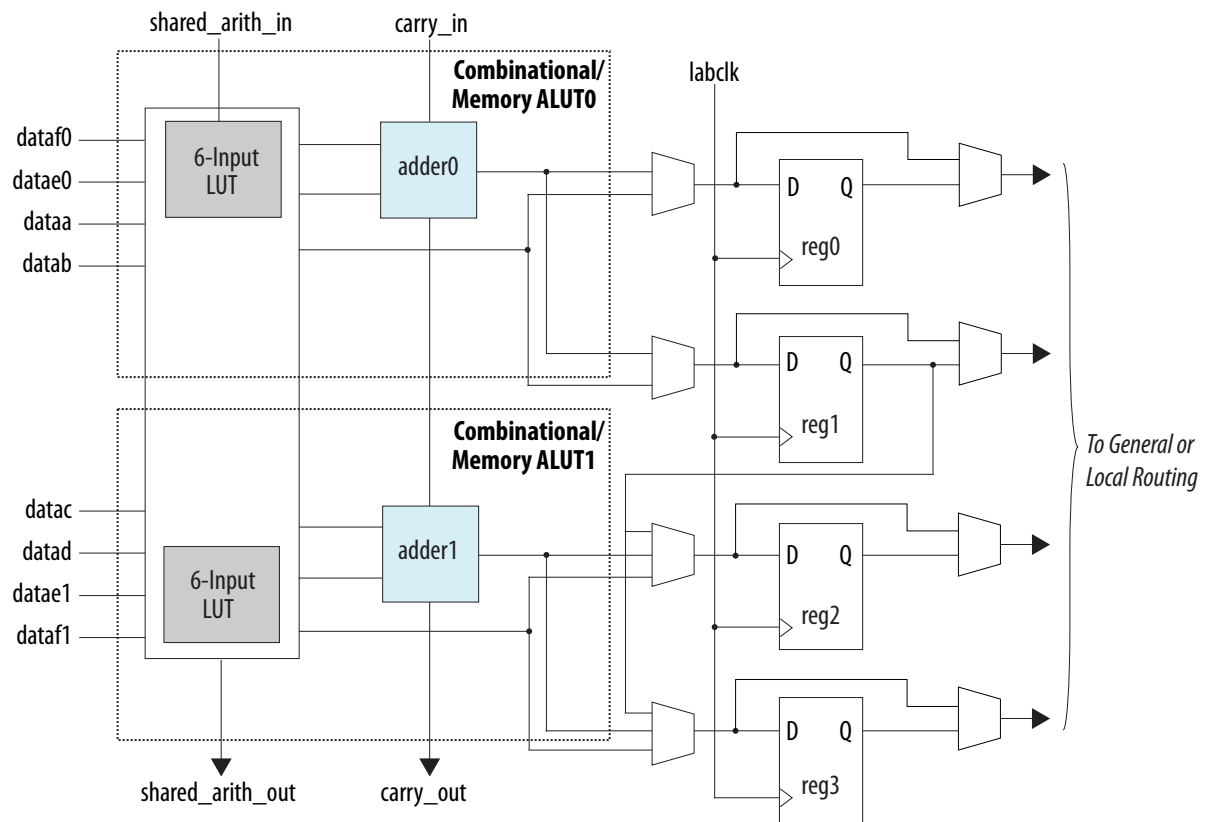 shared_arith_in
carry_in
labclk
Combinational/
Memory ALUT0
dataf0
datae0
dataa
datab
6-Input
LUT
adder0
D Q
reg0
D Q
reg1
Combinational/
Memory ALUT1
To General or
Local Routing
datac
datad
datae1
dataf1
6-Input
LUT
adder1
D Q
reg2
D Q
reg3
shared_arith_out
carry_out